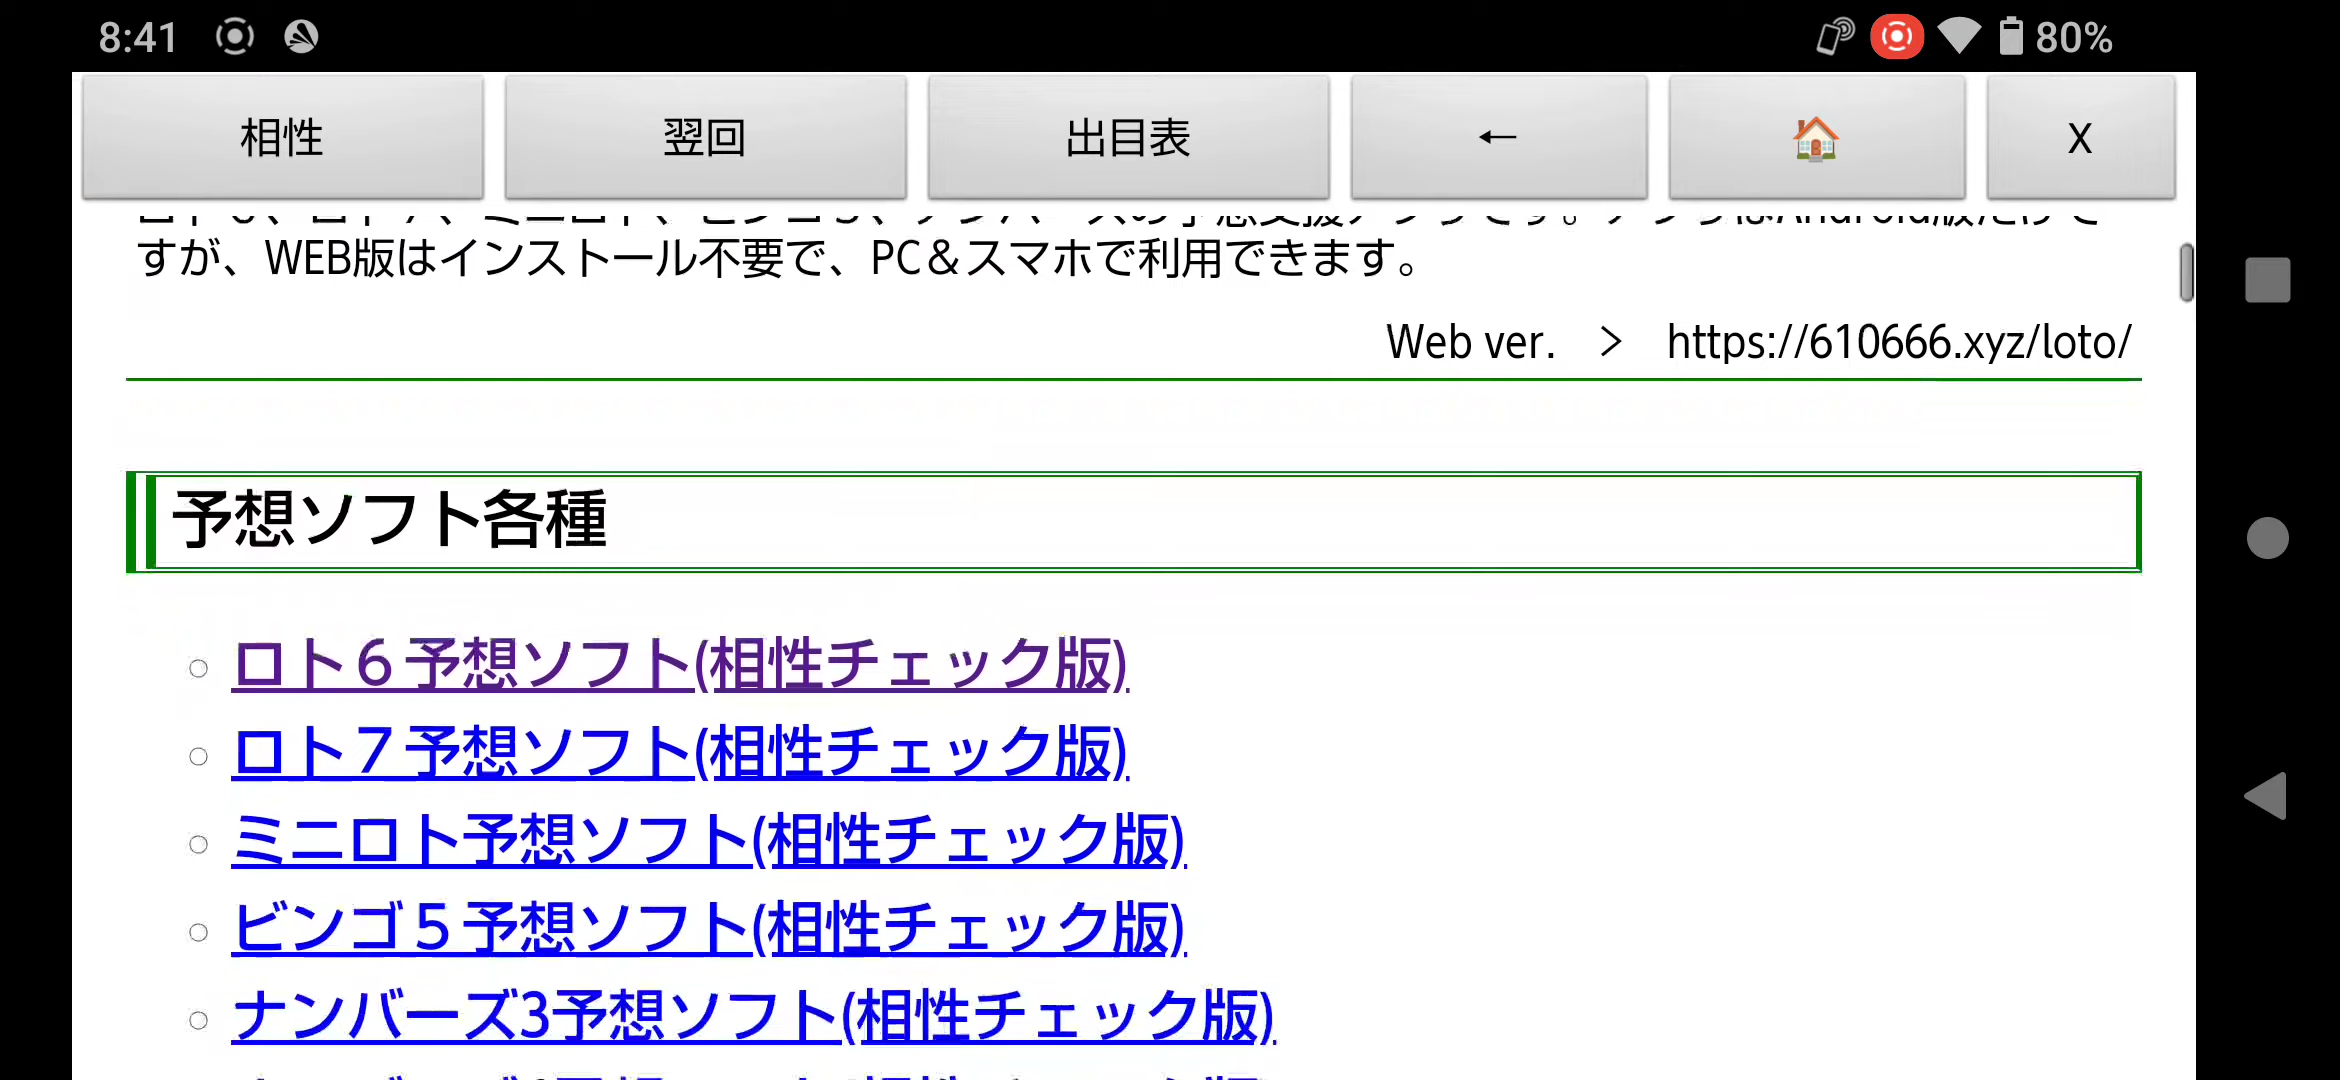 8:41
80%
相性
翌回
出目表
←
X
すが、WEB版はインストール不要で、PC＆スマホで利用できます。
Web ver. > https://610666.xyz/loto/
予想ソフト各種
ロト６予想ソフト(相性チェック版)
ロト７予想ソフト(相性チェック版)
ミニロト予想ソフト(相性チェック版)
ビンゴ５予想ソフト(相性チェック版)
ナンバーズ3予想ソフト(相性チェック版)